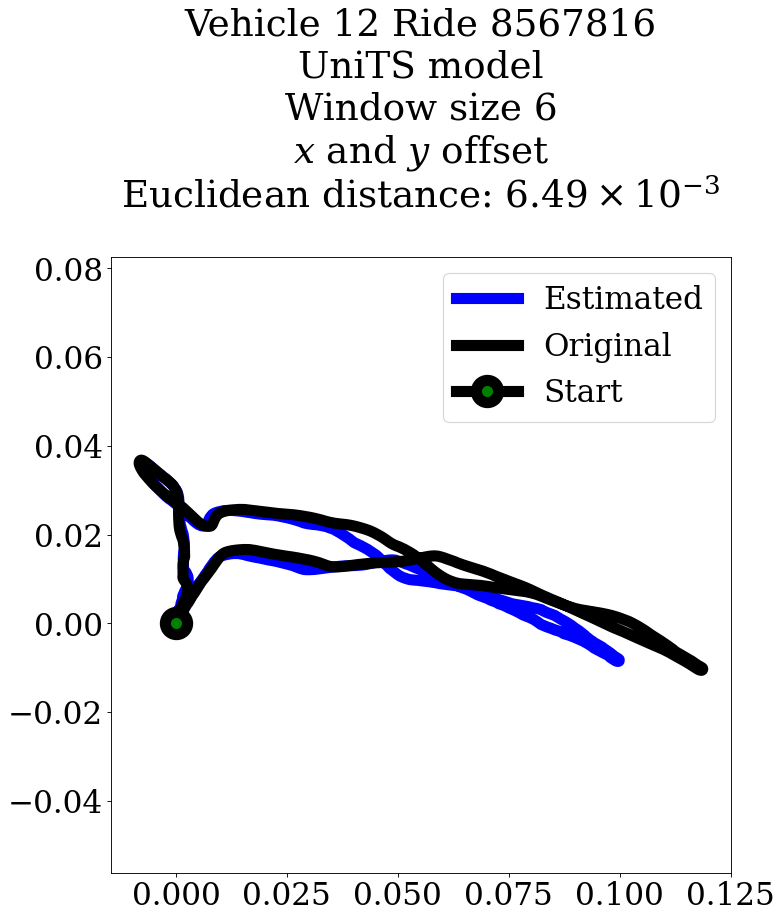 Vehicle 12 Ride 8567816
UniTS model
Window size 6
x and y offset
Euclidean distance: 6.49 × 10⁻³
0.08
0.06
0.04
0.02
0.00
−0.02
−0.04
Estimated
Original
Start
0.000 0.025 0.050 0.075 0.100 0.125